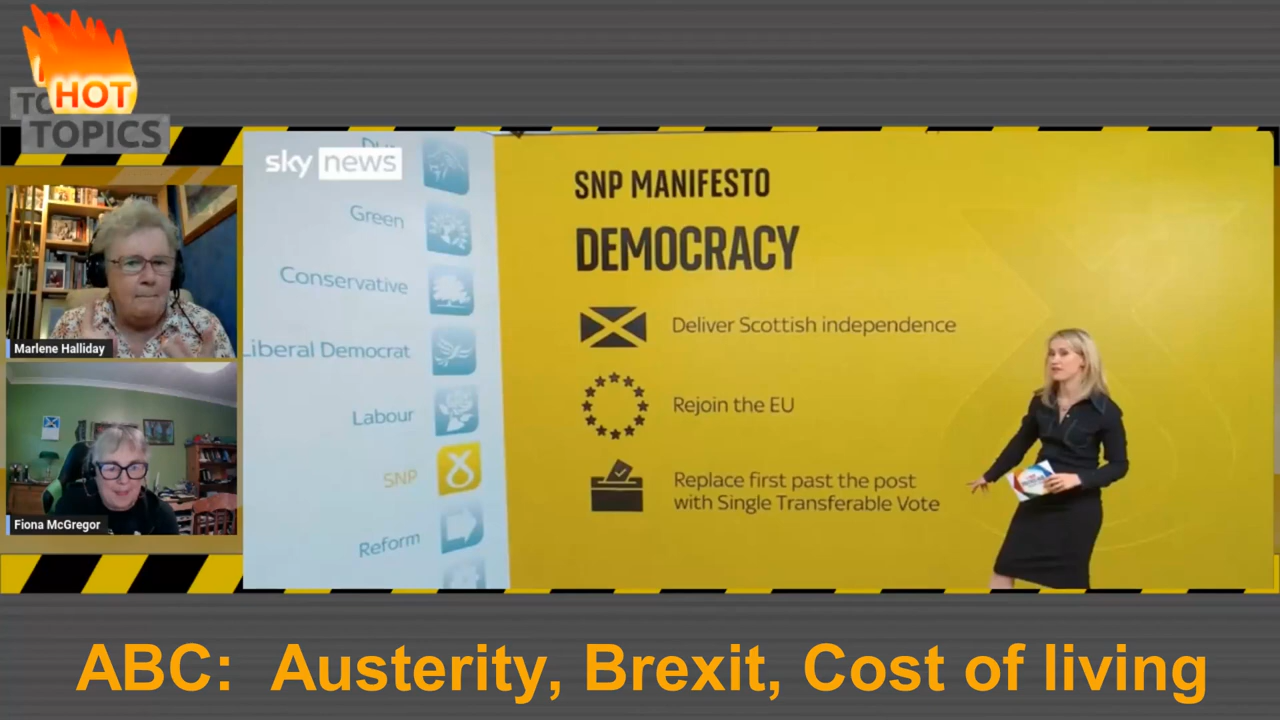 HOT
TOPICS
sky news
Green
Conservative
Liberal Democrat
Labour
SNP
Reform
SNP MANIFESTO
DEMOCRACY
Deliver Scottish independence
Rejoin the EU
Replace first past the post
with Single Transferable Vote
Marlene Halliday
Fiona McGregor
ABC: Austerity, Brexit, Cost of living